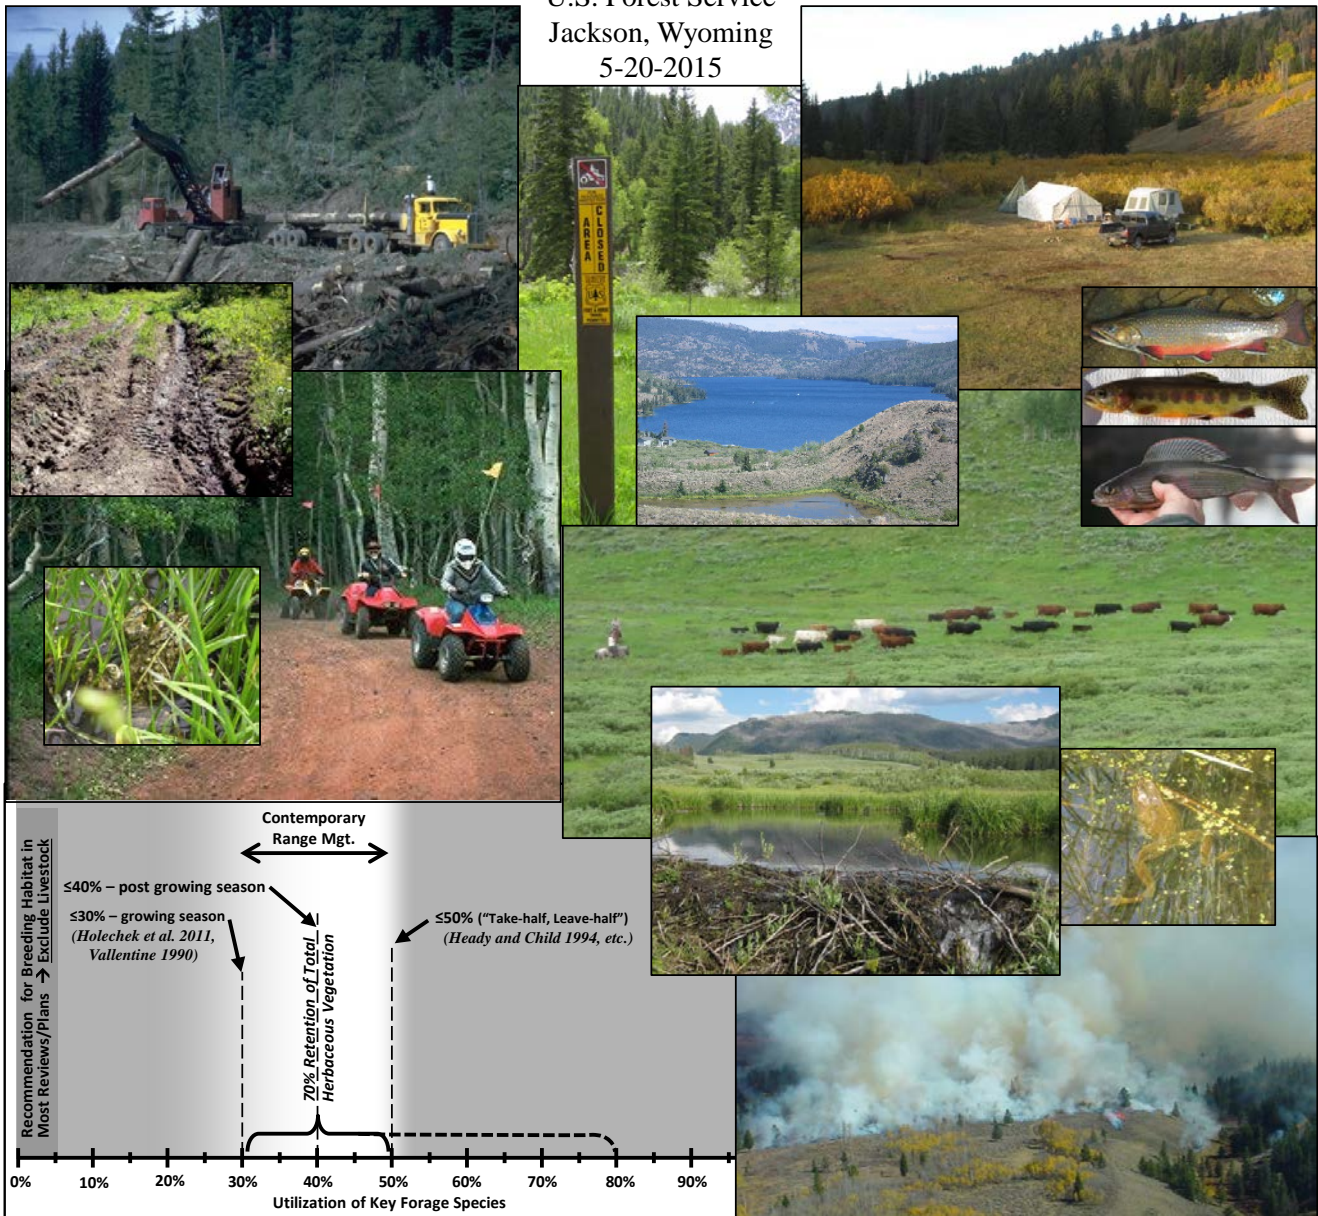 U.S. Forest Service
Jackson, Wyoming
5-20-2015
AREA
CLOSED
Contemporary
Range Mgt.
≤40% – post growing season
≤30% – growing season
(Holechek et al. 2011,
Vallentine 1990)
≤50% (“Take-half, Leave-half”)
(Heady and Child 1994, etc.)
70% Retention of Total
Herbaceous Vegetation
Recommendation for Breeding Habitat in
Most Reviews/Plans ➔ Exclude Livestock
0%
10%
20%
30%
40%
50%
60%
70%
80%
90%
Utilization of Key Forage Species